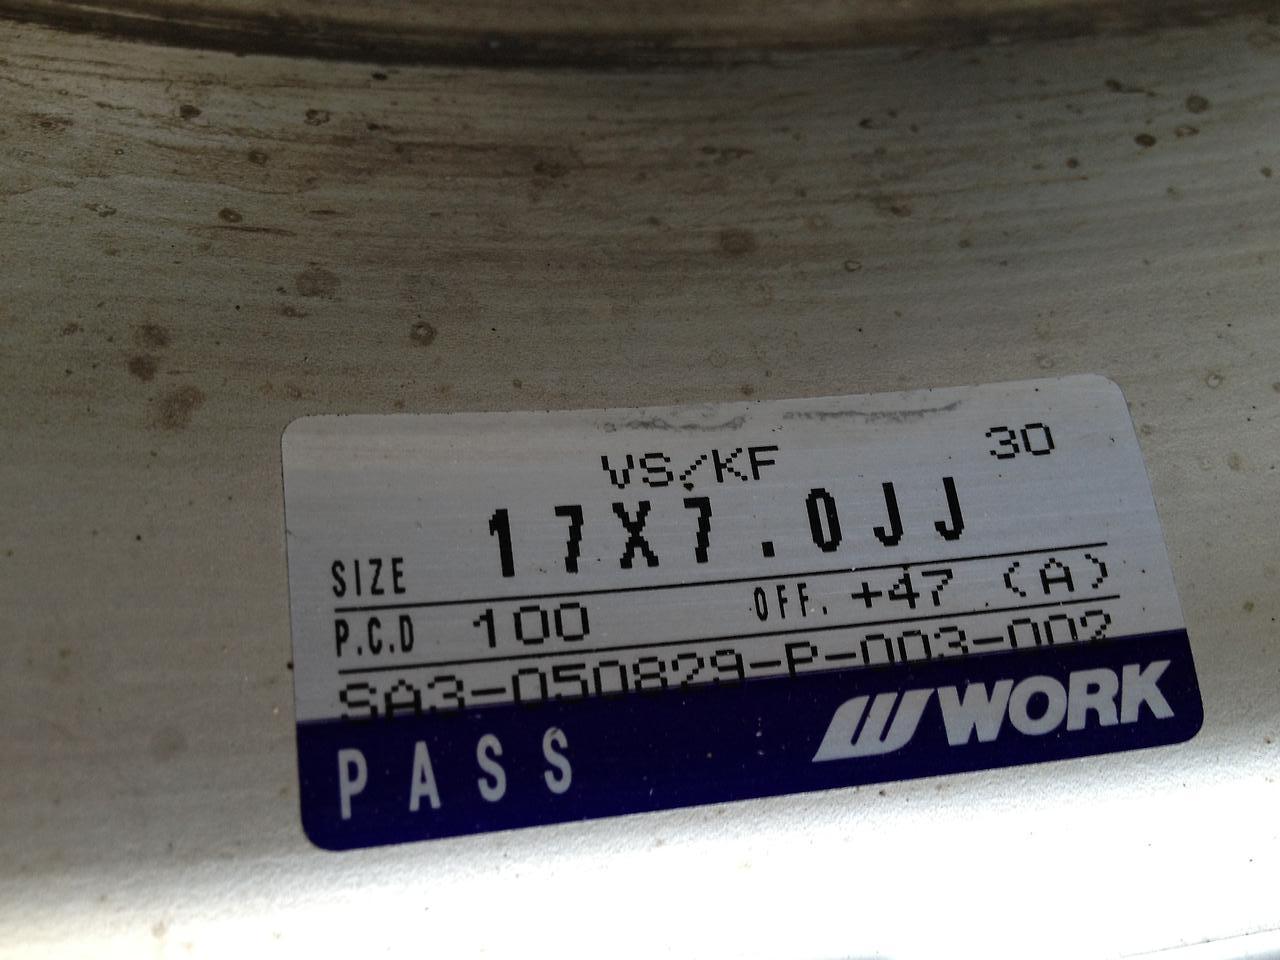 VS/KF 30
SIZE 17X7.0JJ
P.C.D 100 OFF. +47 (A)
SA3-050829-P-003-002
PASS WORK